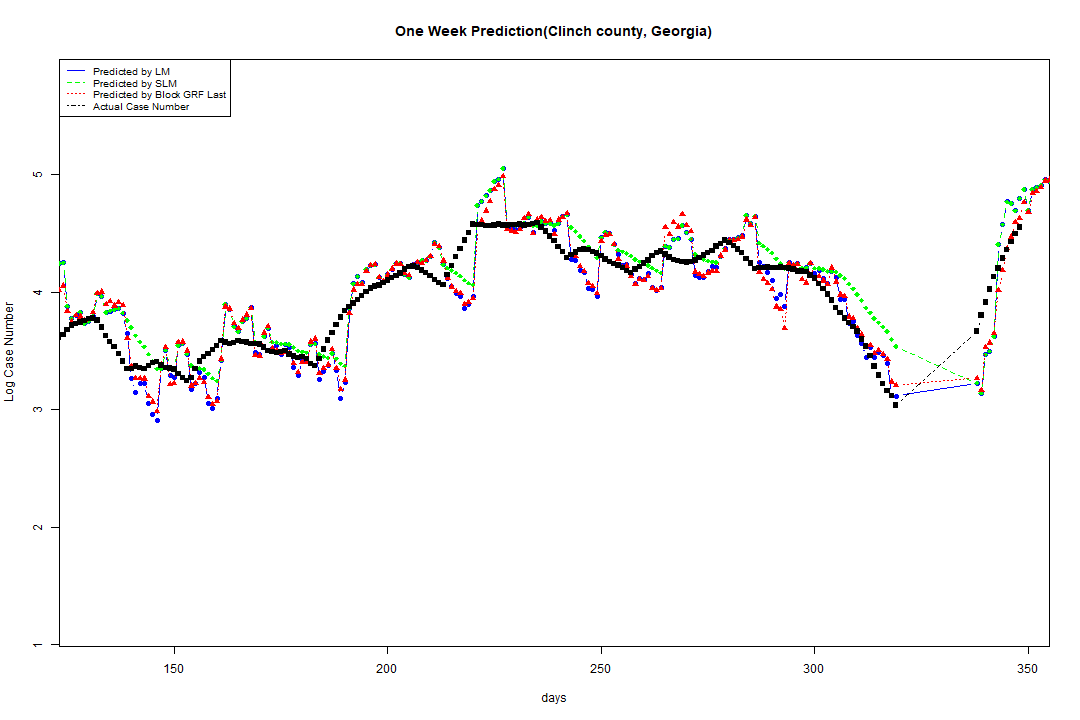 One Week Prediction(Clinch county, Georgia)
Predicted by LM
Predicted by SLM
Predicted by Block GRF Last
Actual Case Number
5
4
3
2
1
Log Case Number
150 200 250 300 350
days